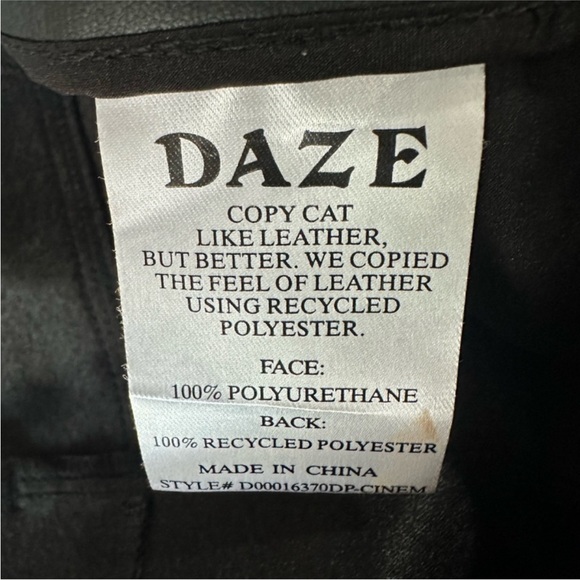 DAZE
COPY CAT
LIKE LEATHER,
BUT BETTER. WE COPIED
THE FEEL OF LEATHER
USING RECYCLED
POLYESTER.
FACE:
100% POLYURETHANE
BACK:
100% RECYCLED POLYESTER
MADE IN CHINA
STYLE# D00016370DP-CINEM